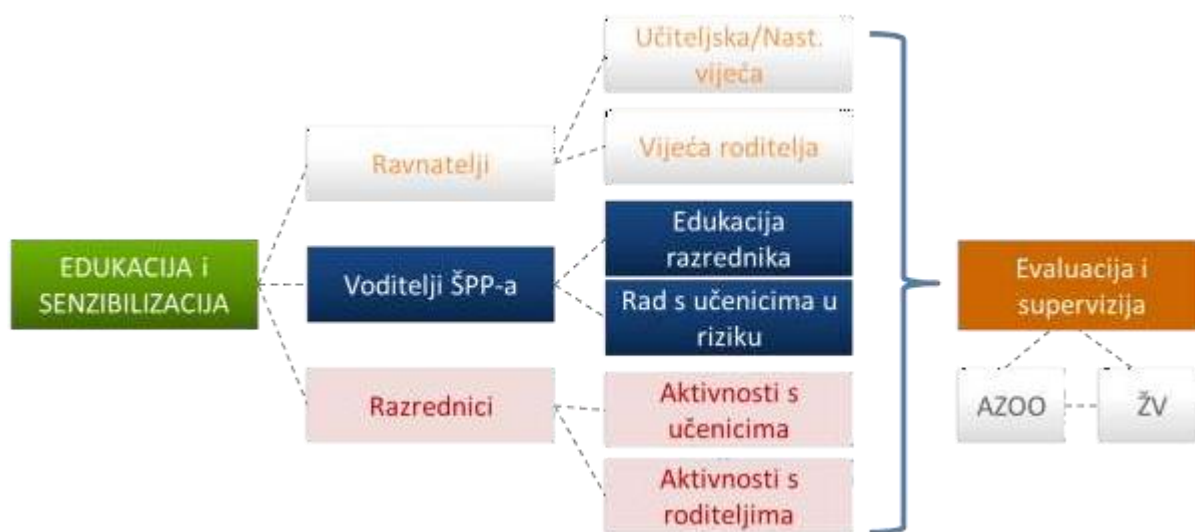 Učiteljska/Nast.
vijeća
Ravnatelji
Vijeća roditelja
EDUKACIJA i
SENZIBILIZACIJA
Voditelji ŠPP-a
Edukacija
razrednika
Rad s učenicima u
riziku
Razrednici
Aktivnosti s
učenicima
Aktivnosti s
roditeljima
Evaluacija i
supervizija
AZOO
ŽV